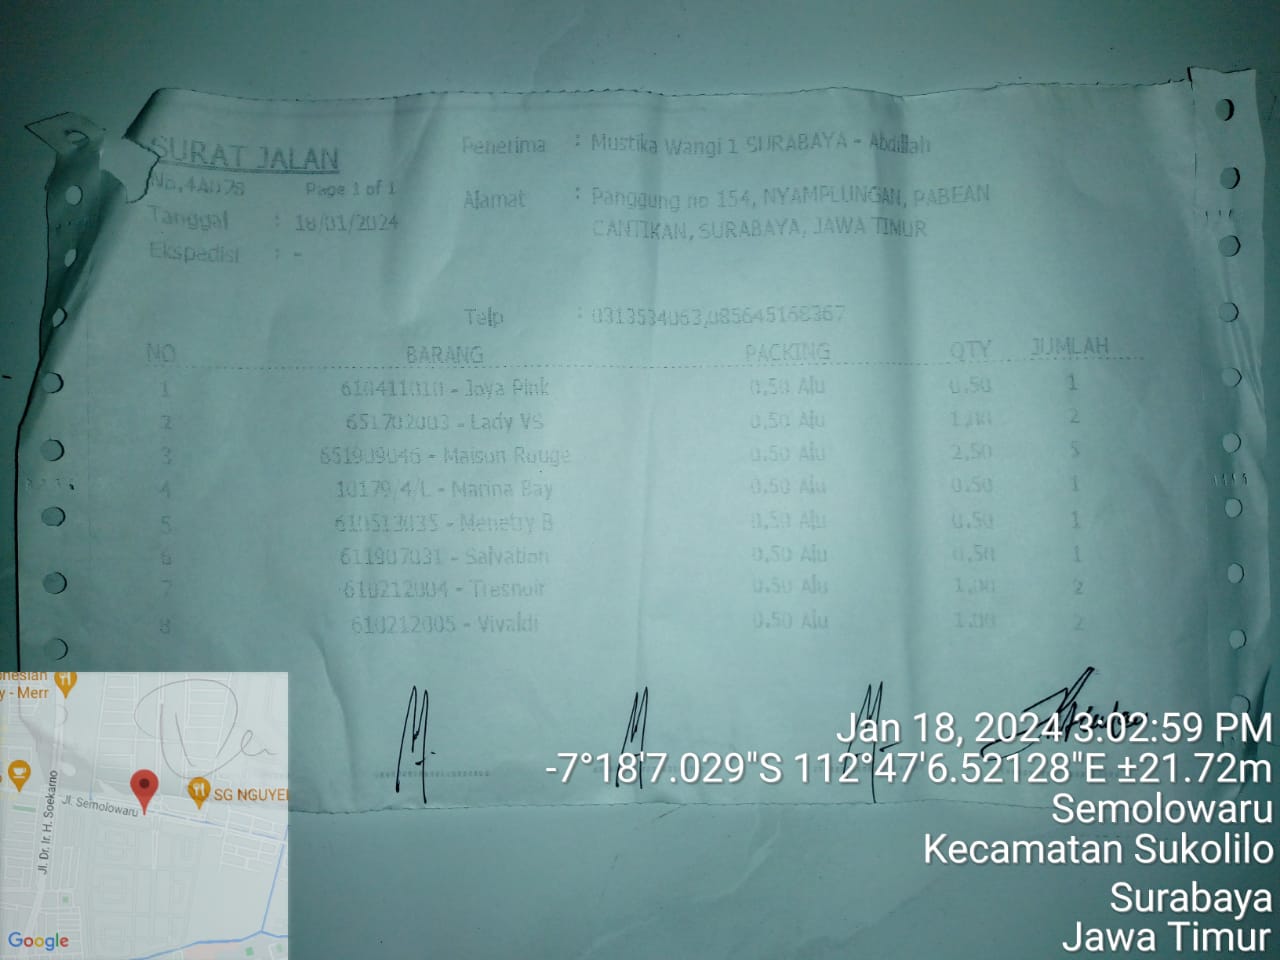 SURAT JALAN
No. 4A028 Page 1 of 1
Tanggal : 18/01/2024
Ekspedisi : -
Penerima : Mustika Wangi 1 SURABAYA - Abdillah
Alamat : Panggung no 154, NYAMPLUNGAN, PABEAN
CANTIKAN, SURABAYA, JAWA TIMUR
Telp : 0313534063,085645168367
NO BARANG PACKING QTY JUMLAH
1 610411010 - Joya Pink 0.50 Alu 0.50 1
2 651702003 - Lady VS 0.50 Alu 1.00 2
3 651909046 - Maison Rouge 0.50 Alu 2.50 5
4 10179/4/L - Marina Bay 0.50 Alu 0.50 1
5 610513035 - Menetry B 0.50 Alu 0.50 1
6 611907031 - Salvation 0.50 Alu 0.50 1
7 610212004 - Tresnoir 0.50 Alu 1.00 2
8 610212005 - Vivaldi 0.50 Alu 1.00 2
Jan 18, 2024 3:02:59 PM
-7°18'7.029"S 112°47'6.52128"E ±21.72m
Semolowaru
Kecamatan Sukolilo
Surabaya
Jawa Timur
nesian
y - Merr
Jl. Dr. Ir. H. Soekarno
Jl. Semolowaru
SG NGUYE
Google